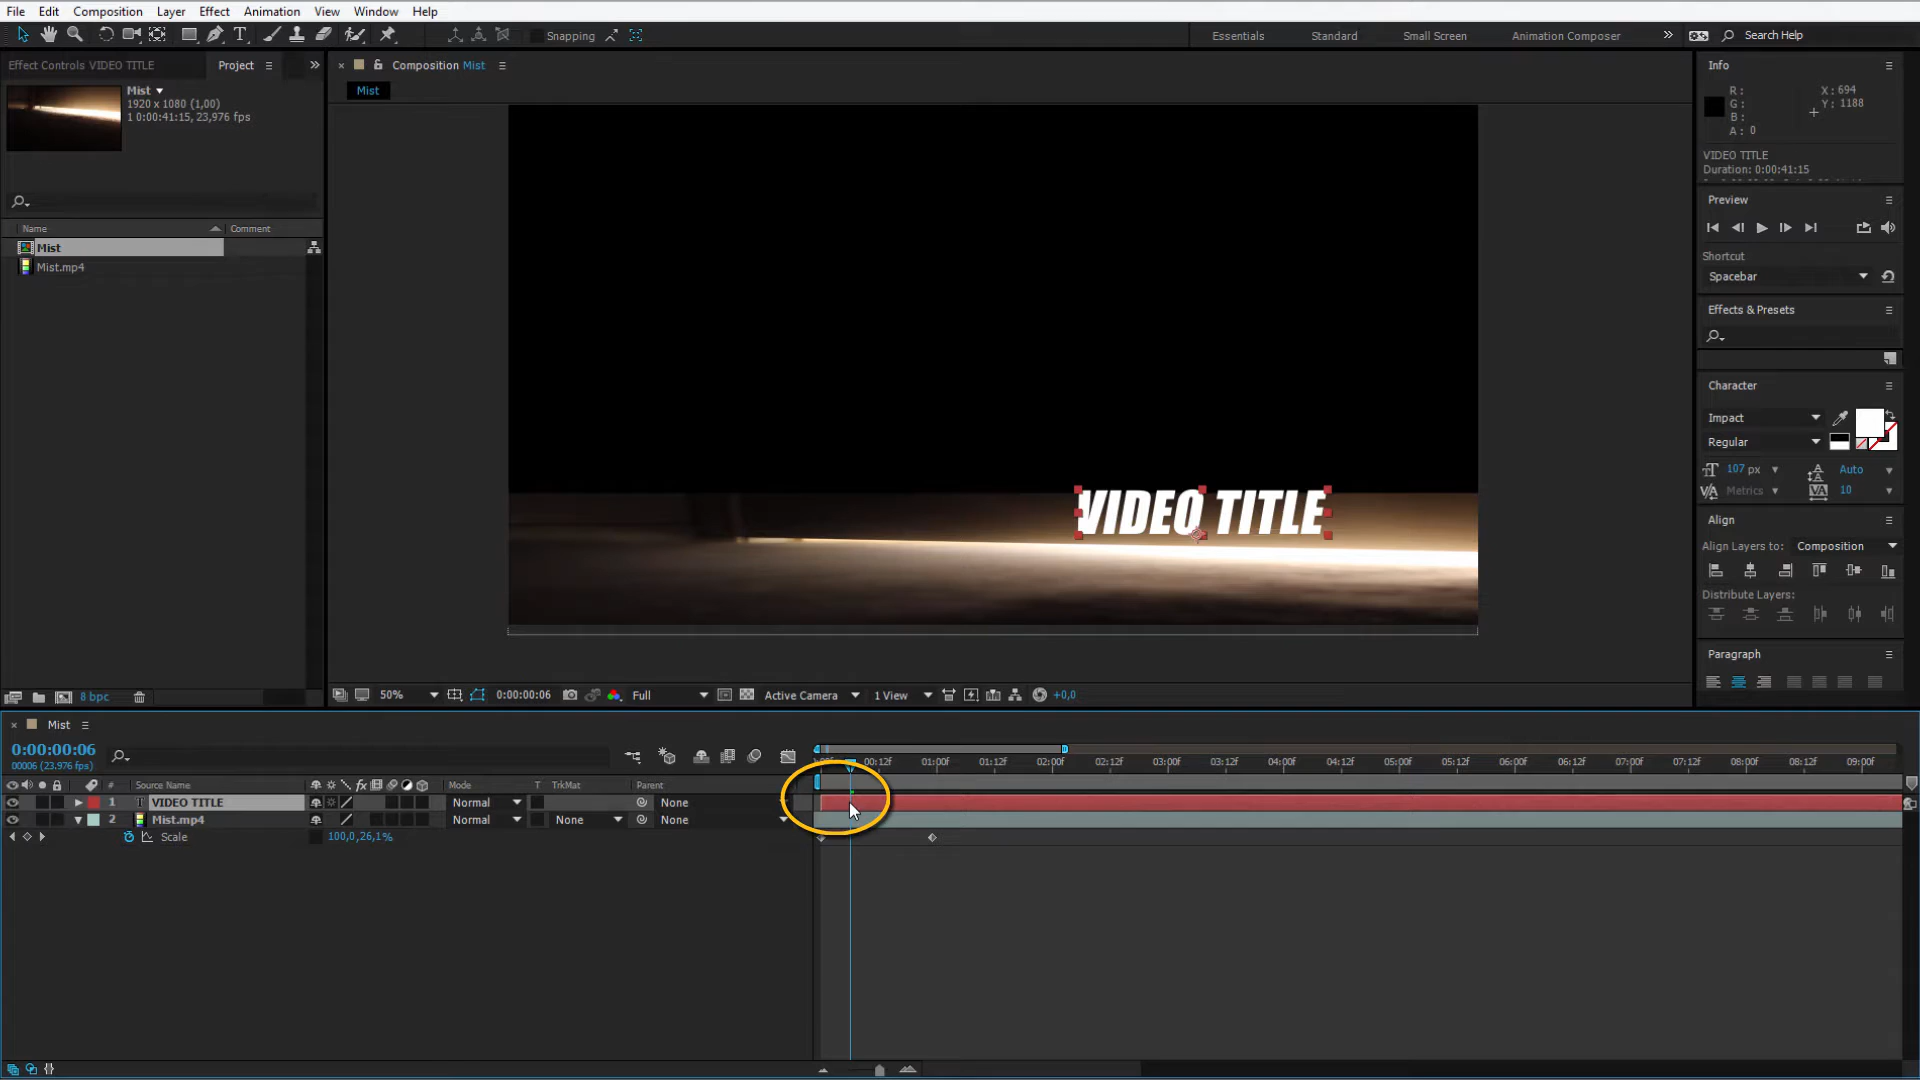 File Edit Composition Layer Effect Animation View Window Help
Snapping
Essentials Standard Small Screen Animation Composer
Search Help
Effect Controls VIDEO TITLE Project
Mist
1920 x 1080 (1,00)
1 0:00:41:15, 23,976 fps
Name Comment
Mist
Mist.mp4
8 bpc
Composition Mist
Mist
VIDEO TITLE
50% 0:00:00:06 Full Active Camera 1 View +0,0
Info
R : X : 694
G : Y : 1188
B :
A : 0
VIDEO TITLE
Duration: 0:00:41:15
Preview
Shortcut
Spacebar
Effects & Presets
Character
Impact
Regular
107 px Auto
Metrics 10
Align
Align Layers to: Composition
Distribute Layers:
Paragraph
Mist
0:00:00:06
00006 (23.976 fps)
00:12f 01:00f 01:12f 02:00f 02:12f 03:00f 03:12f 04:00f 04:12f 05:00f 05:12f 06:00f 06:12f 07:00f 07:12f 08:00f 08:12f 09:00f
# Source Name Mode T TrkMat Parent
1 T VIDEO TITLE Normal None
2 Mist.mp4 Normal None None
Scale 100,0,26,1%